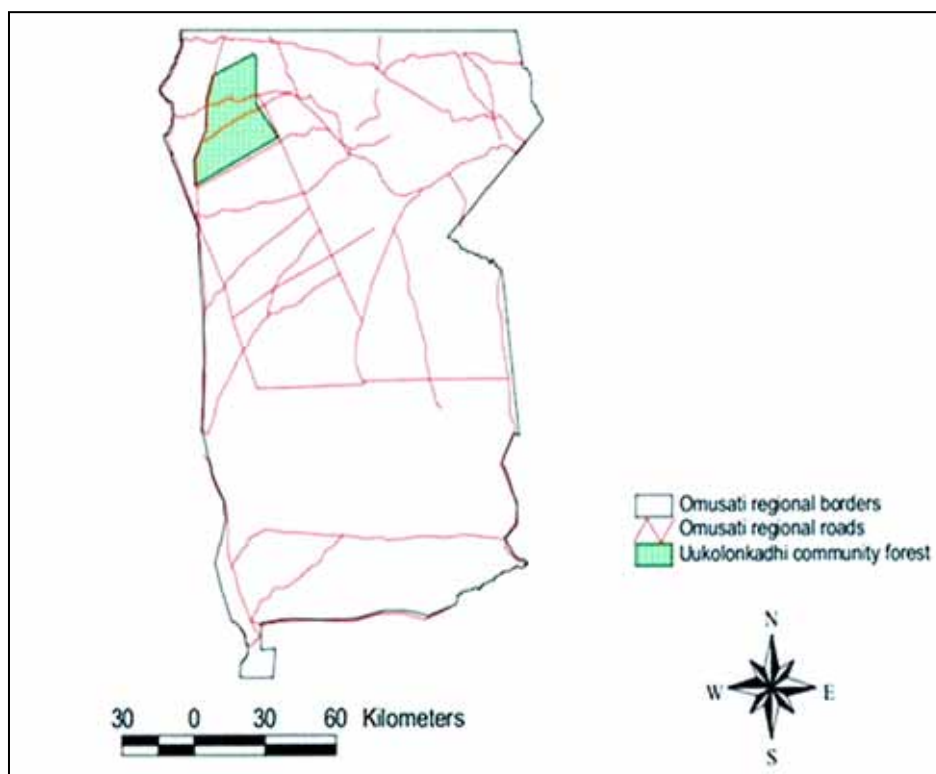 Omusati regional borders
Omusati regional roads
Uukolonkadhi community forest
N
W E
S
30 0 30 60 Kilometers